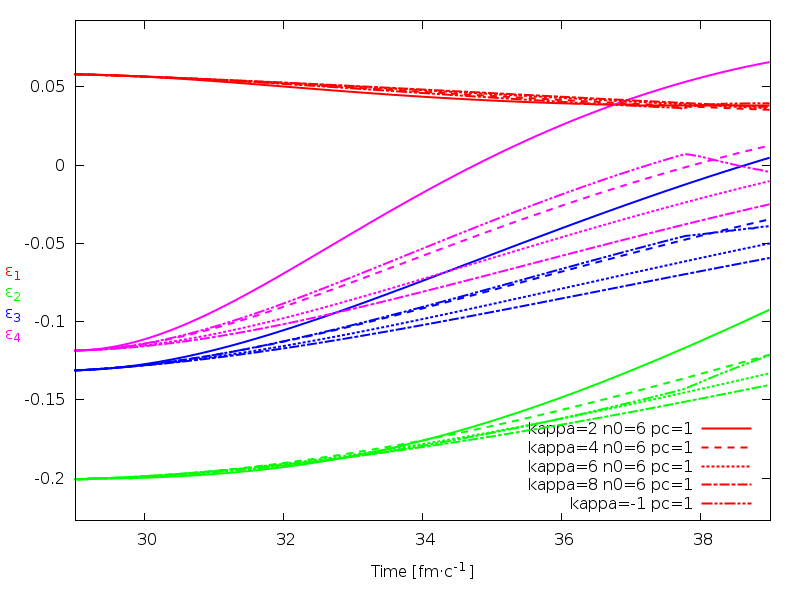 0.05
0
-0.05
-0.1
-0.15
-0.2
ε1
ε2
ε3
ε4
kappa=2 n0=6 pc=1
kappa=4 n0=6 pc=1
kappa=6 n0=6 pc=1
kappa=8 n0=6 pc=1
kappa=-1 pc=1
30 32 34 36 38
Time [fm·c-1]